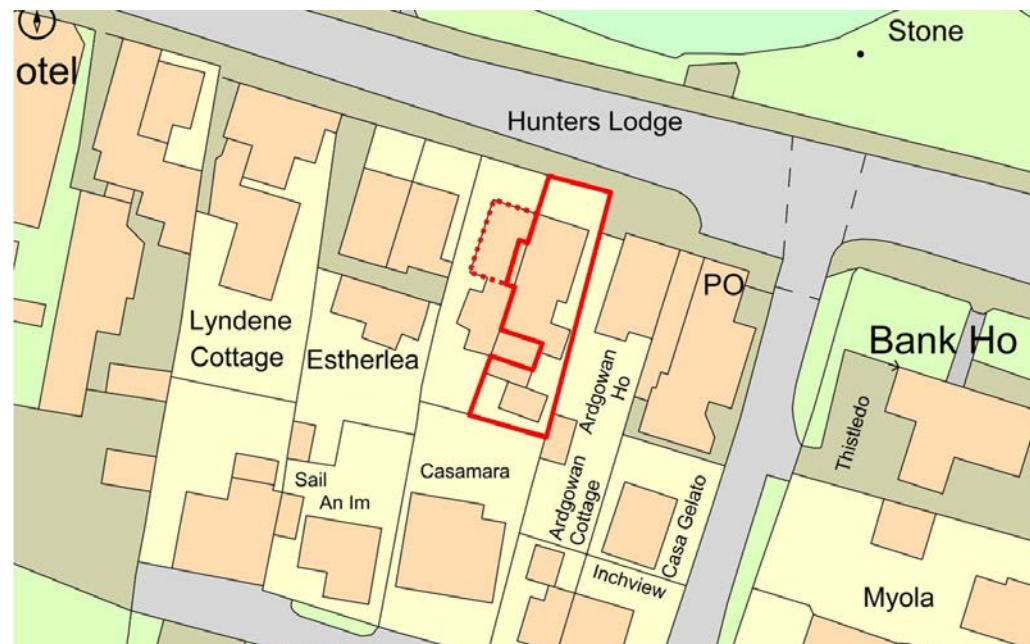 otel
Stone
Hunters Lodge
PO
Lyndene
Cottage
Estherlea
Bank Ho
Ardgowan
Ho
Thistledo
Sail
An Im
Casamara
Ardgowan
Cottage
Casa Gelato
Inchview
Myola